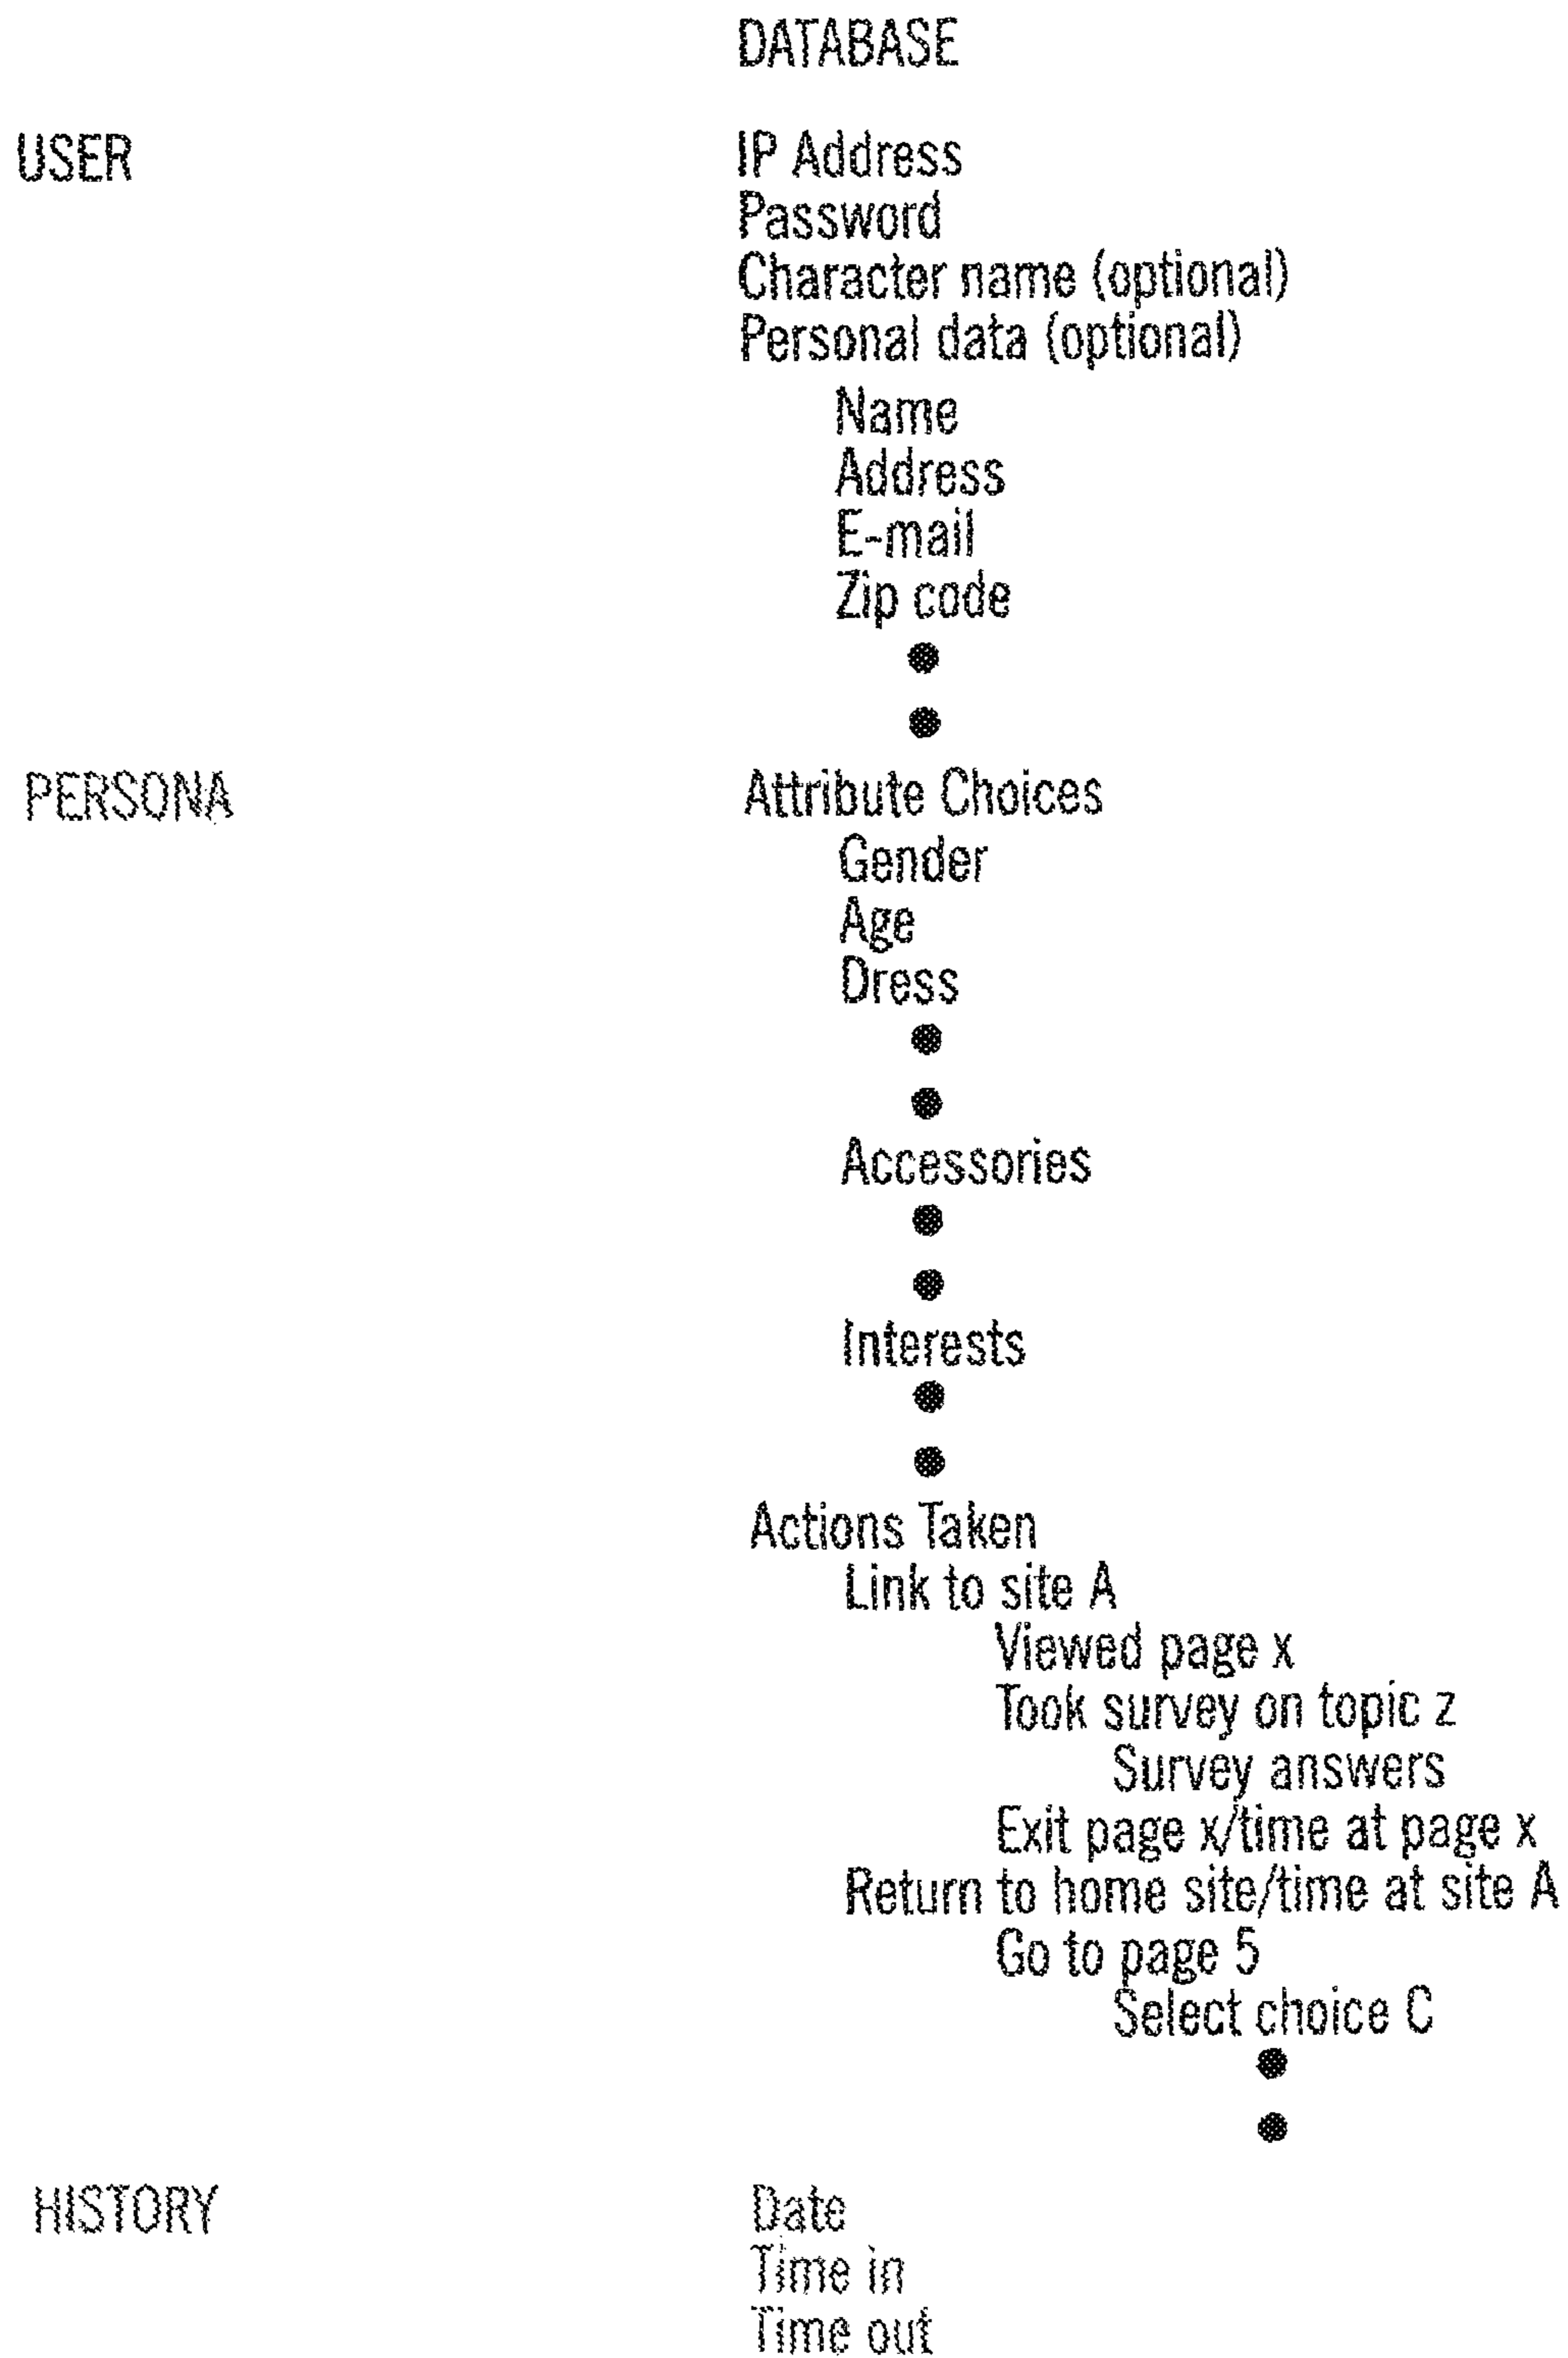 DATABASE
USER IP Address
Password
Character name (optional)
Personal data (optional)
Name
Address
E-mail
Zip code
PERSONA Attribute Choices
Gender
Age
Dress
Accessories
Interests
Actions Taken
Link to site A
Viewed page x
Took survey on topic z
Survey answers
Exit page x/time at page x
Return to home site/time at site A
Go to page 5
Select choice C
HISTORY Date
Time in
Time out